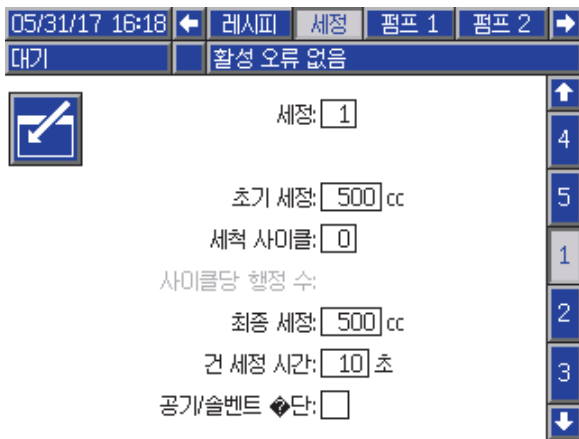 05/31/17 16:18 레시피 세정 펌프 1 펌프 2
대기 활성 오류 없음
세정: 1
4
초기 세정: 500 cc
5
세척 사이클: 0
1
사이클당 행정 수:
최종 세정: 500 cc
2
건 세정 시간: 10 초
3
공기/솔벤트 �단: